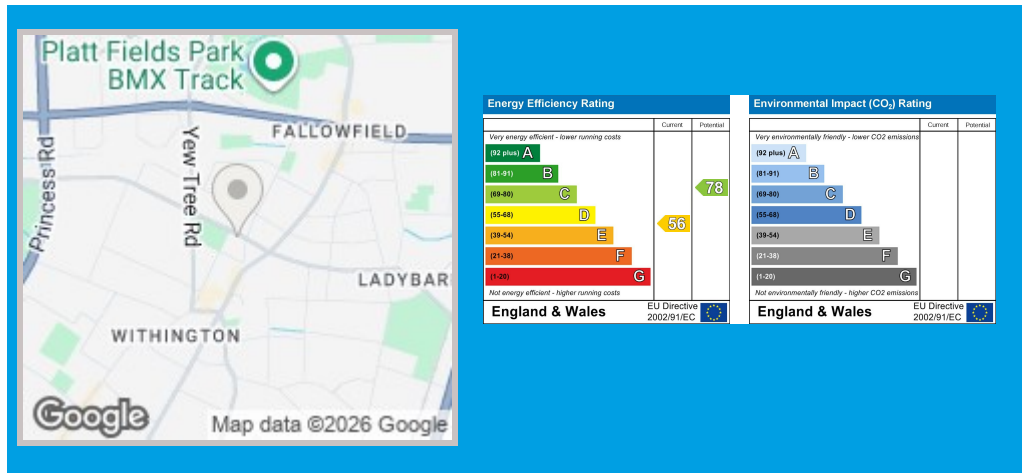 Platt Fields Park
BMX Track
FALLOWFIELD
Princess Rd
Yew Tree Rd
LADYBAR
WITHINGTON
Google
Map data ©2026 Google
Energy Efficiency Rating
Current Potential
Very energy efficient - lower running costs
(92 plus) A
(81-91) B
(69-80) C
78
(55-68) D
56
(39-54) E
(21-38) F
(1-20) G
Not energy efficient - higher running costs
England & Wales
EU Directive
2002/91/EC
Environmental Impact (CO₂) Rating
Current Potential
Very environmentally friendly - lower CO2 emissions
(92 plus) A
(81-91) B
(69-80) C
(55-68) D
(39-54) E
(21-38) F
(1-20) G
Not environmentally friendly - higher CO2 emissions
England & Wales
EU Directive
2002/91/EC